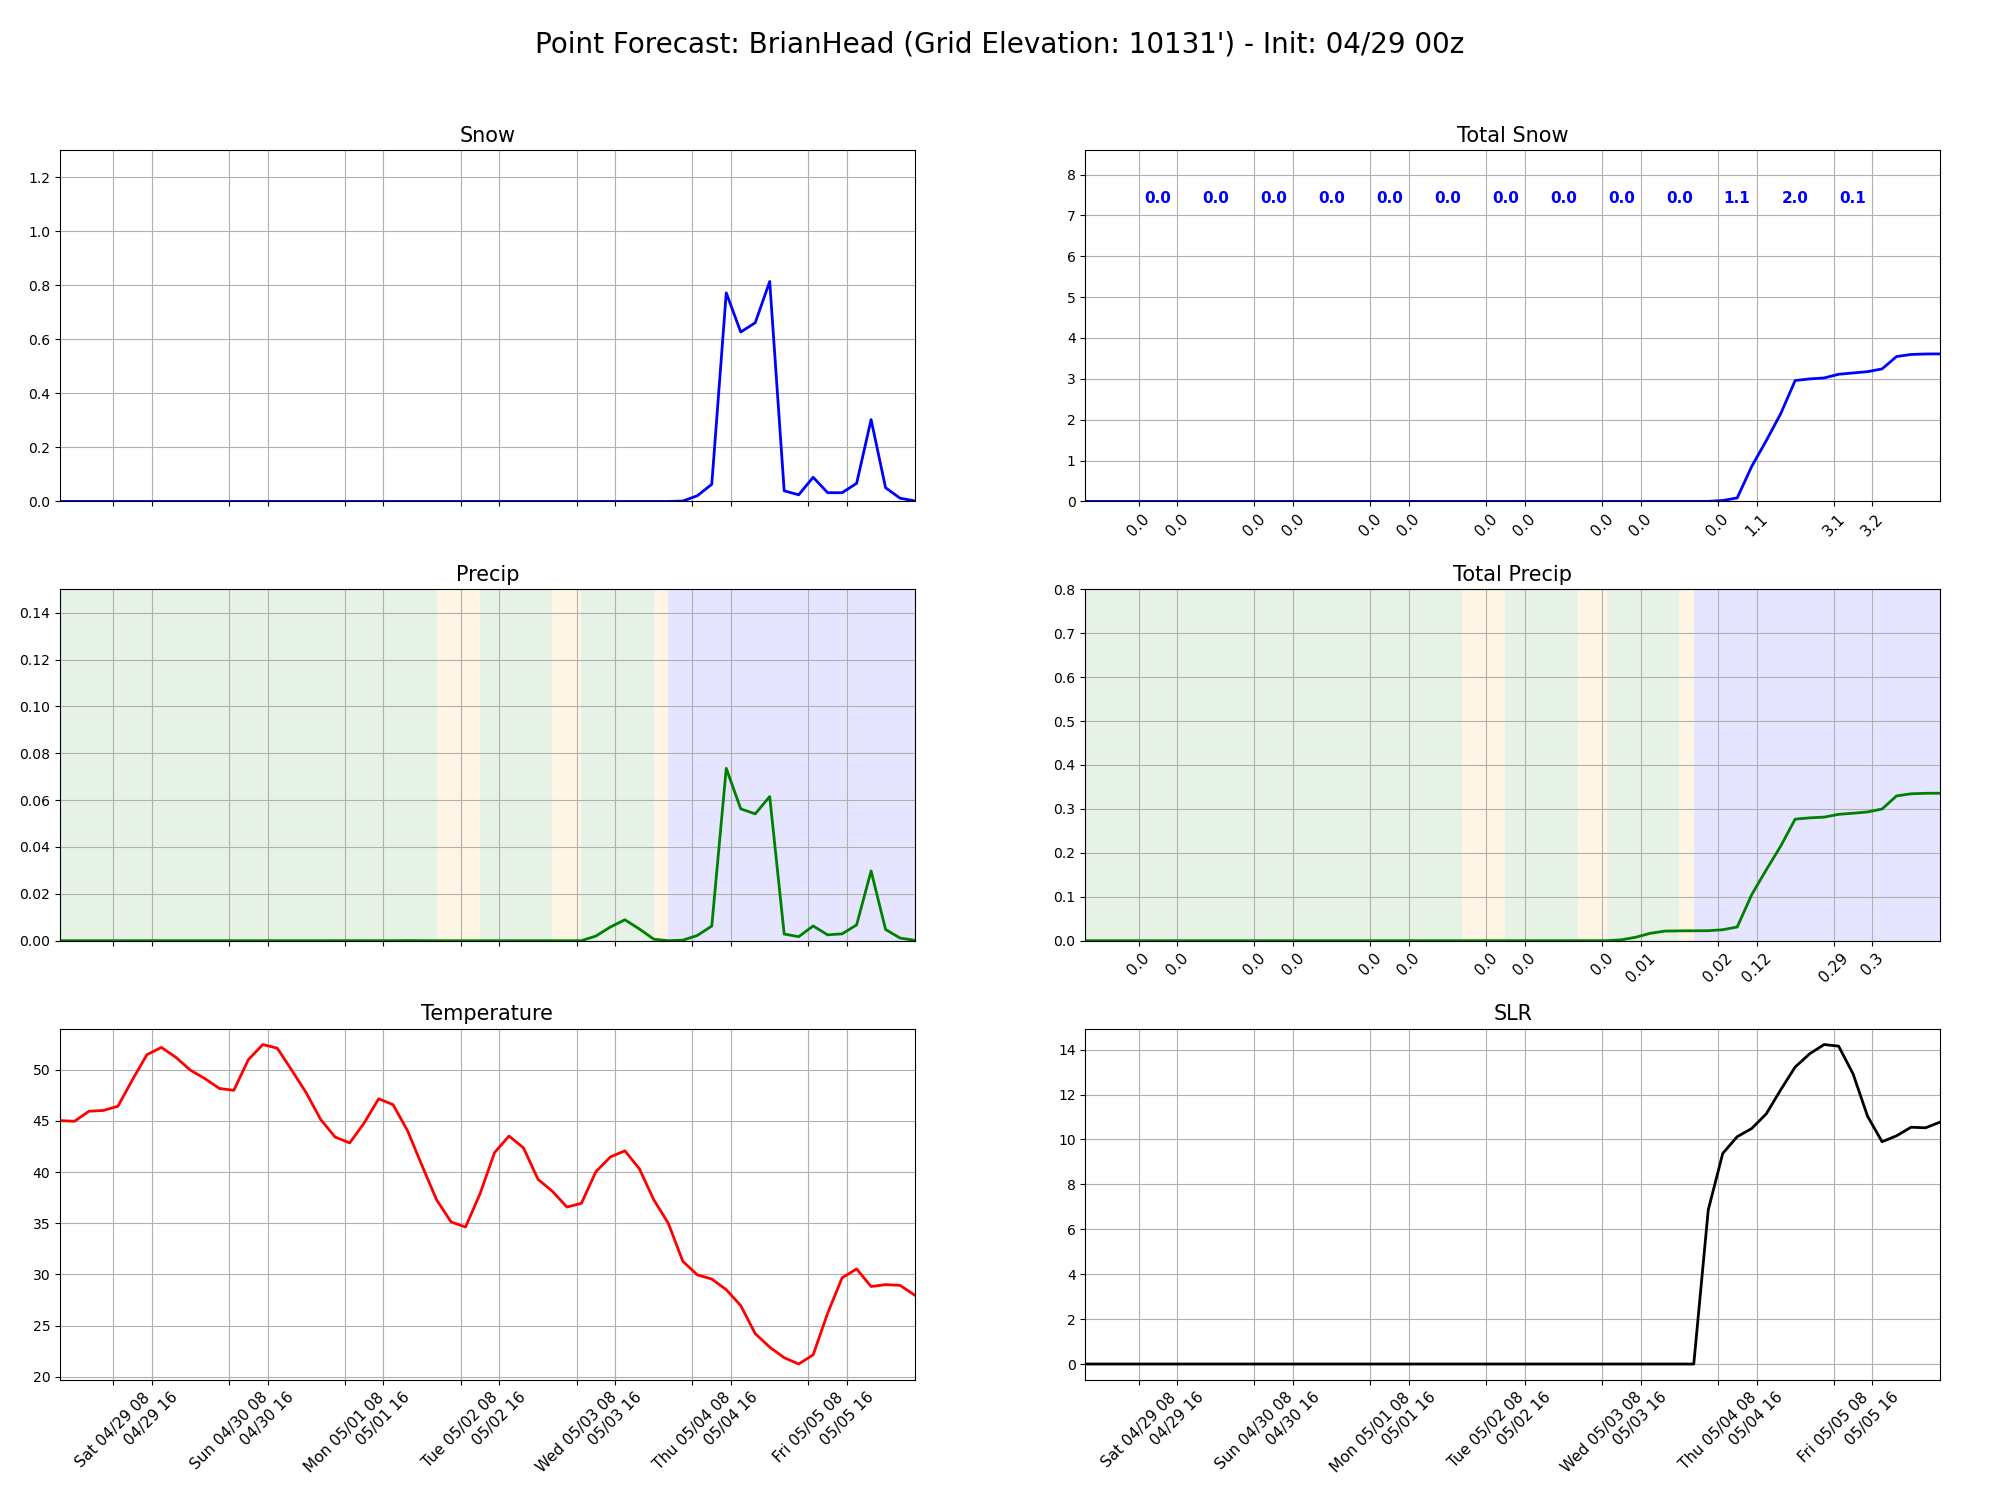 Point Forecast: BrianHead (Grid Elevation: 10131') - Init: 04/29 00z
Snow
1.2
1.0
0.8
0.6
0.4
0.2
0.0
Total Snow
8
7
6
5
4
3
2
1
0
0.0 0.0 0.0 0.0 0.0 0.0 0.0 0.0 0.0 0.0 1.1 2.0 0.1
0.0 0.0 0.0 0.0 0.0 0.0 0.0 0.0 0.0 0.0 0.0 1.1 3.1 3.2
Precip
0.14
0.12
0.10
0.08
0.06
0.04
0.02
0.00
Total Precip
0.8
0.7
0.6
0.5
0.4
0.3
0.2
0.1
0.0
0.0 0.0 0.0 0.0 0.0 0.0 0.0 0.0 0.0 0.01 0.02 0.12 0.29 0.3
Temperature
50
45
40
35
30
25
20
Sat 04/29 08
04/29 16
Sun 04/30 08
04/30 16
Mon 05/01 08
05/01 16
Tue 05/02 08
05/02 16
Wed 05/03 08
05/03 16
Thu 05/04 08
05/04 16
Fri 05/05 08
05/05 16
SLR
14
12
10
8
6
4
2
0
Sat 04/29 08
04/29 16
Sun 04/30 08
04/30 16
Mon 05/01 08
05/01 16
Tue 05/02 08
05/02 16
Wed 05/03 08
05/03 16
Thu 05/04 08
05/04 16
Fri 05/05 08
05/05 16